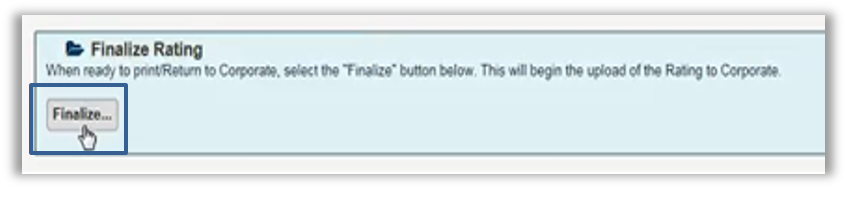 Finalize Rating
When ready to print/Return to Corporate, select the "Finalize" button below. This will begin the upload of the Rating to Corporate.
Finalize...